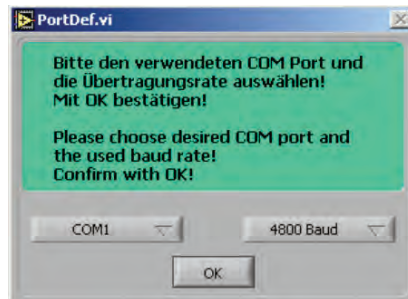 PortDef.vi
Bitte den verwendeten COM Port und
die Übertragungsrate auswählen!
Mit OK bestätigen!
Please choose desired COM port and
the used baud rate!
Confirm with OK!
COM1 4800 Baud
OK